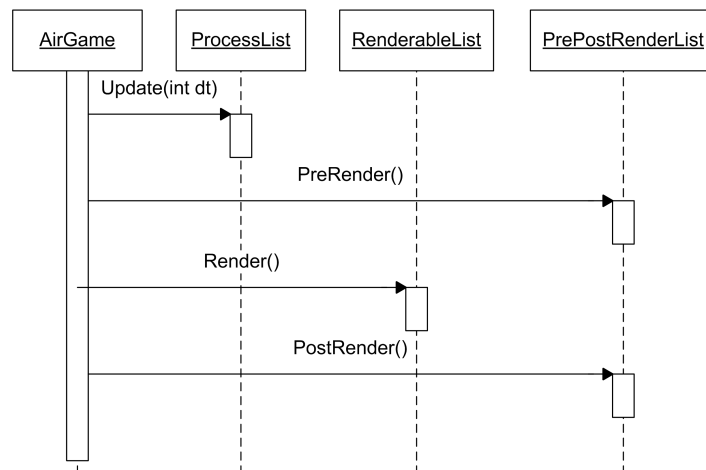 AirGame
ProcessList
RenderableList
PrePostRenderList
Update(int dt)
PreRender()
Render()
PostRender()